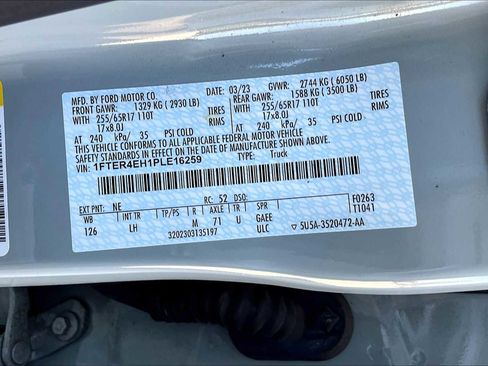 MFD. BY FORD MOTOR CO.
03/23 GVWR: 2744 KG (6050 LB)
FRONT GAWR: 1329 KG (2930 LB) REAR GAWR: 1588 KG (3500 LB)
WITH 255/65R17 110T TIRES WITH 255/65R17 110T TIRES
17x8.0J 17x8.0J
AT 240 kPa/ 35 PSI COLD AT 240 kPa/ 35 PSI COLD
THIS VEHICLE CONFORMS TO ALL APPLICABLE FEDERAL MOTOR VEHICLE
SAFETY STANDARDS IN EFFECT ON THE DATE OF MANUFACTURE SHOWN ABOVE.
VIN: 1FTER4EH1PLE16259 TYPE: Truck
EXT PNT: NE RC: 52 DSO: F0263
WB INT TR TP/PS R AXLE TR SPR T1041
126 LH M 71 U GAEE
3202303135197 ULC 5U5A-3520472-AA